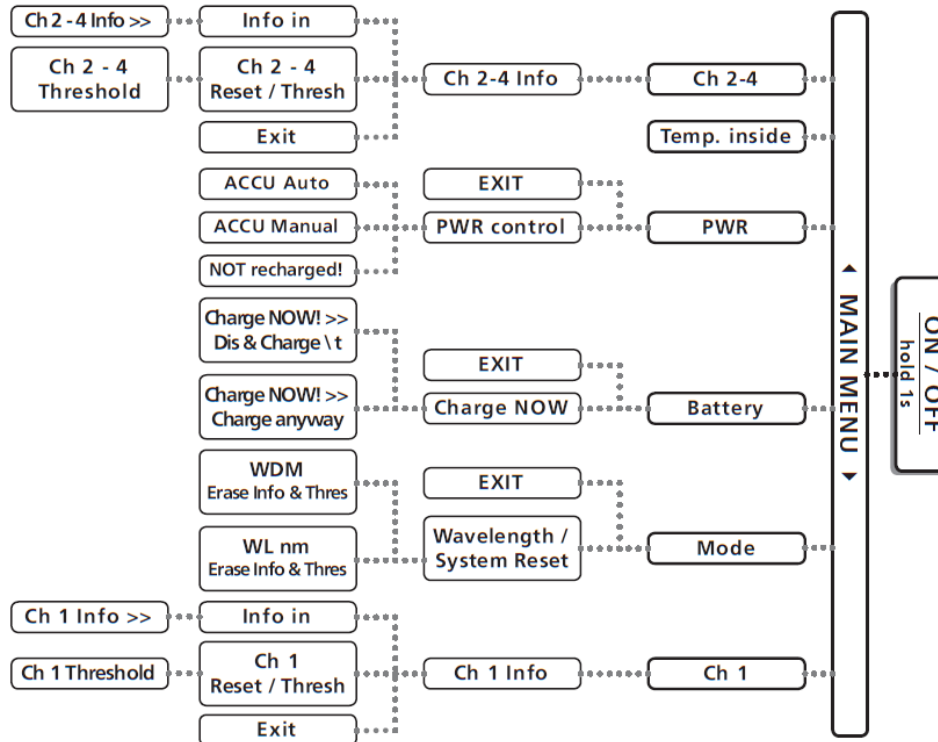 Ch 2 - 4 Info >>
Info in
Ch 2 - 4
Threshold
Ch 2 - 4
Reset / Thresh
Ch 2-4 Info
Ch 2-4
Exit
Temp. inside
ACCU Auto
EXIT
ACCU Manual
PWR control
PWR
NOT recharged!
Charge NOW! >>
Dis & Charge \ t
EXIT
Charge NOW! >>
Charge anyway
Charge NOW
Battery
WDM
Erase Info & Thres
EXIT
WL nm
Erase Info & Thres
Wavelength /
System Reset
Mode
Ch 1 Info >>
Info in
Ch 1 Threshold
Ch 1
Reset / Thresh
Ch 1 Info
Ch 1
Exit
◄ MAIN MENU ►
ON / OFF
hold 1s